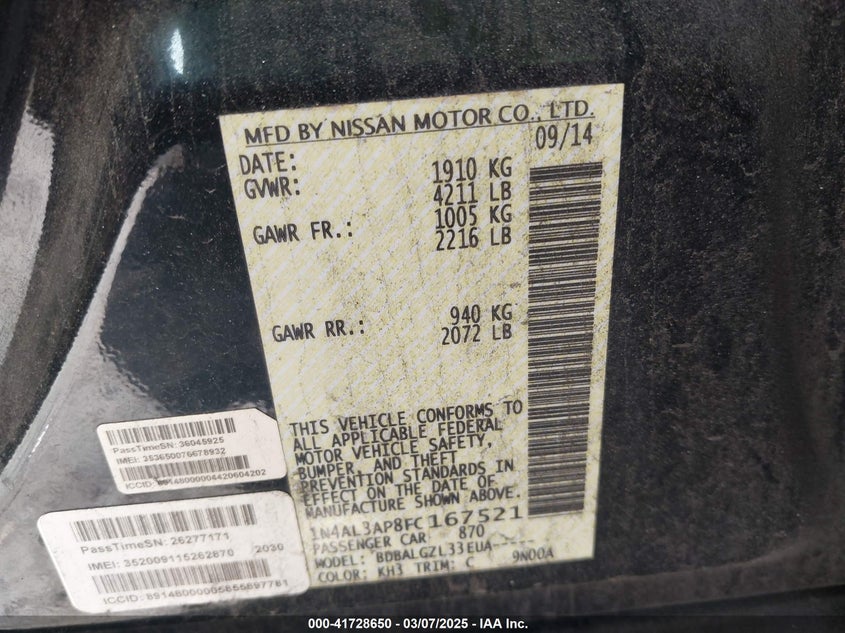 MFD BY NISSAN MOTOR CO., LTD.
DATE: 09/14
GVWR: 1910 KG
4211 LB
GAWR FR.: 1005 KG
2216 LB
GAWR RR.: 940 KG
2072 LB
THIS VEHICLE CONFORMS TO
ALL APPLICABLE FEDERAL
MOTOR VEHICLE SAFETY,
BUMPER, AND THEFT
PREVENTION STANDARDS IN
EFFECT ON THE DATE OF
MANUFACTURE SHOWN ABOVE.
1N4AL3AP8FC167521
PASSENGER CAR 870
MODEL: BDBALGZL33EUA-----
COLOR: KH3 TRIM: C 9N00A
PassTimeSN: 36045925
IMEI: 353650076678932
ICCID: 89148000004420604202
PassTimeSN: 26277171
IMEI: 352009115262870 2030
ICCID: 89148000005855897781
000-41728650 — 03/07/2025 — IAA Inc.